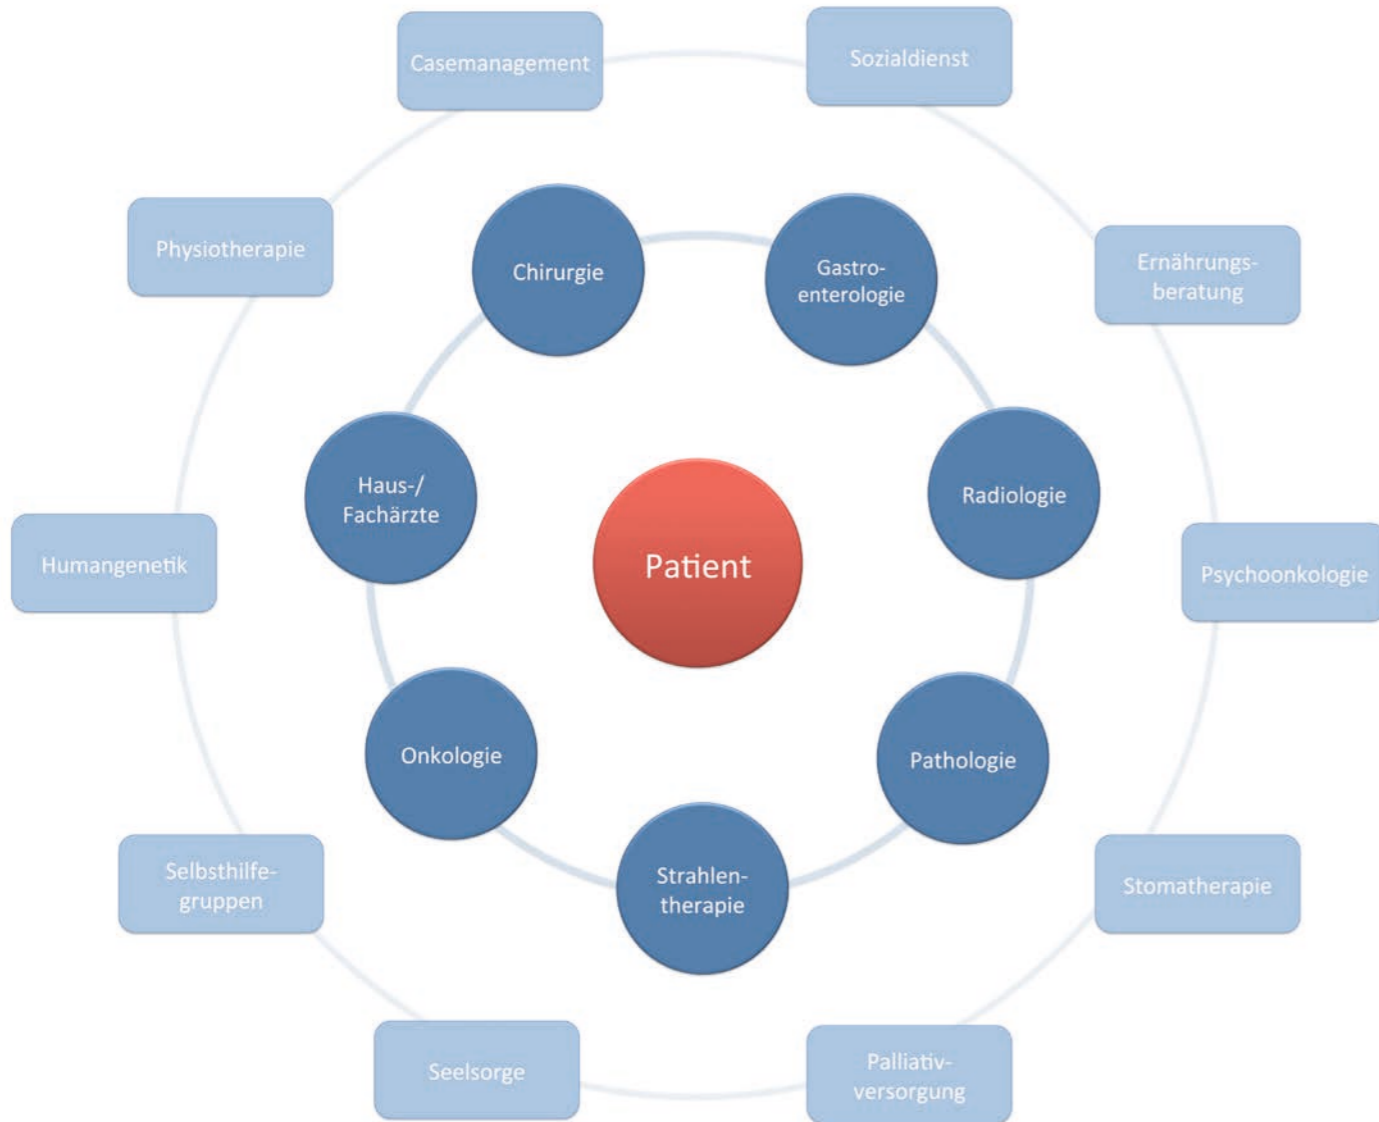 Casemanagement
Sozialdienst
Physiotherapie
Chirurgie
Gastro-
enterologie
Ernährungs-
beratung
Haus-/
Fachärzte
Radiologie
Humangenetik
Patient
Psychoonkologie
Onkologie
Pathologie
Selbsthilfe-
gruppen
Strahlen-
therapie
Stomatherapie
Seelsorge
Palliativ-
versorgung